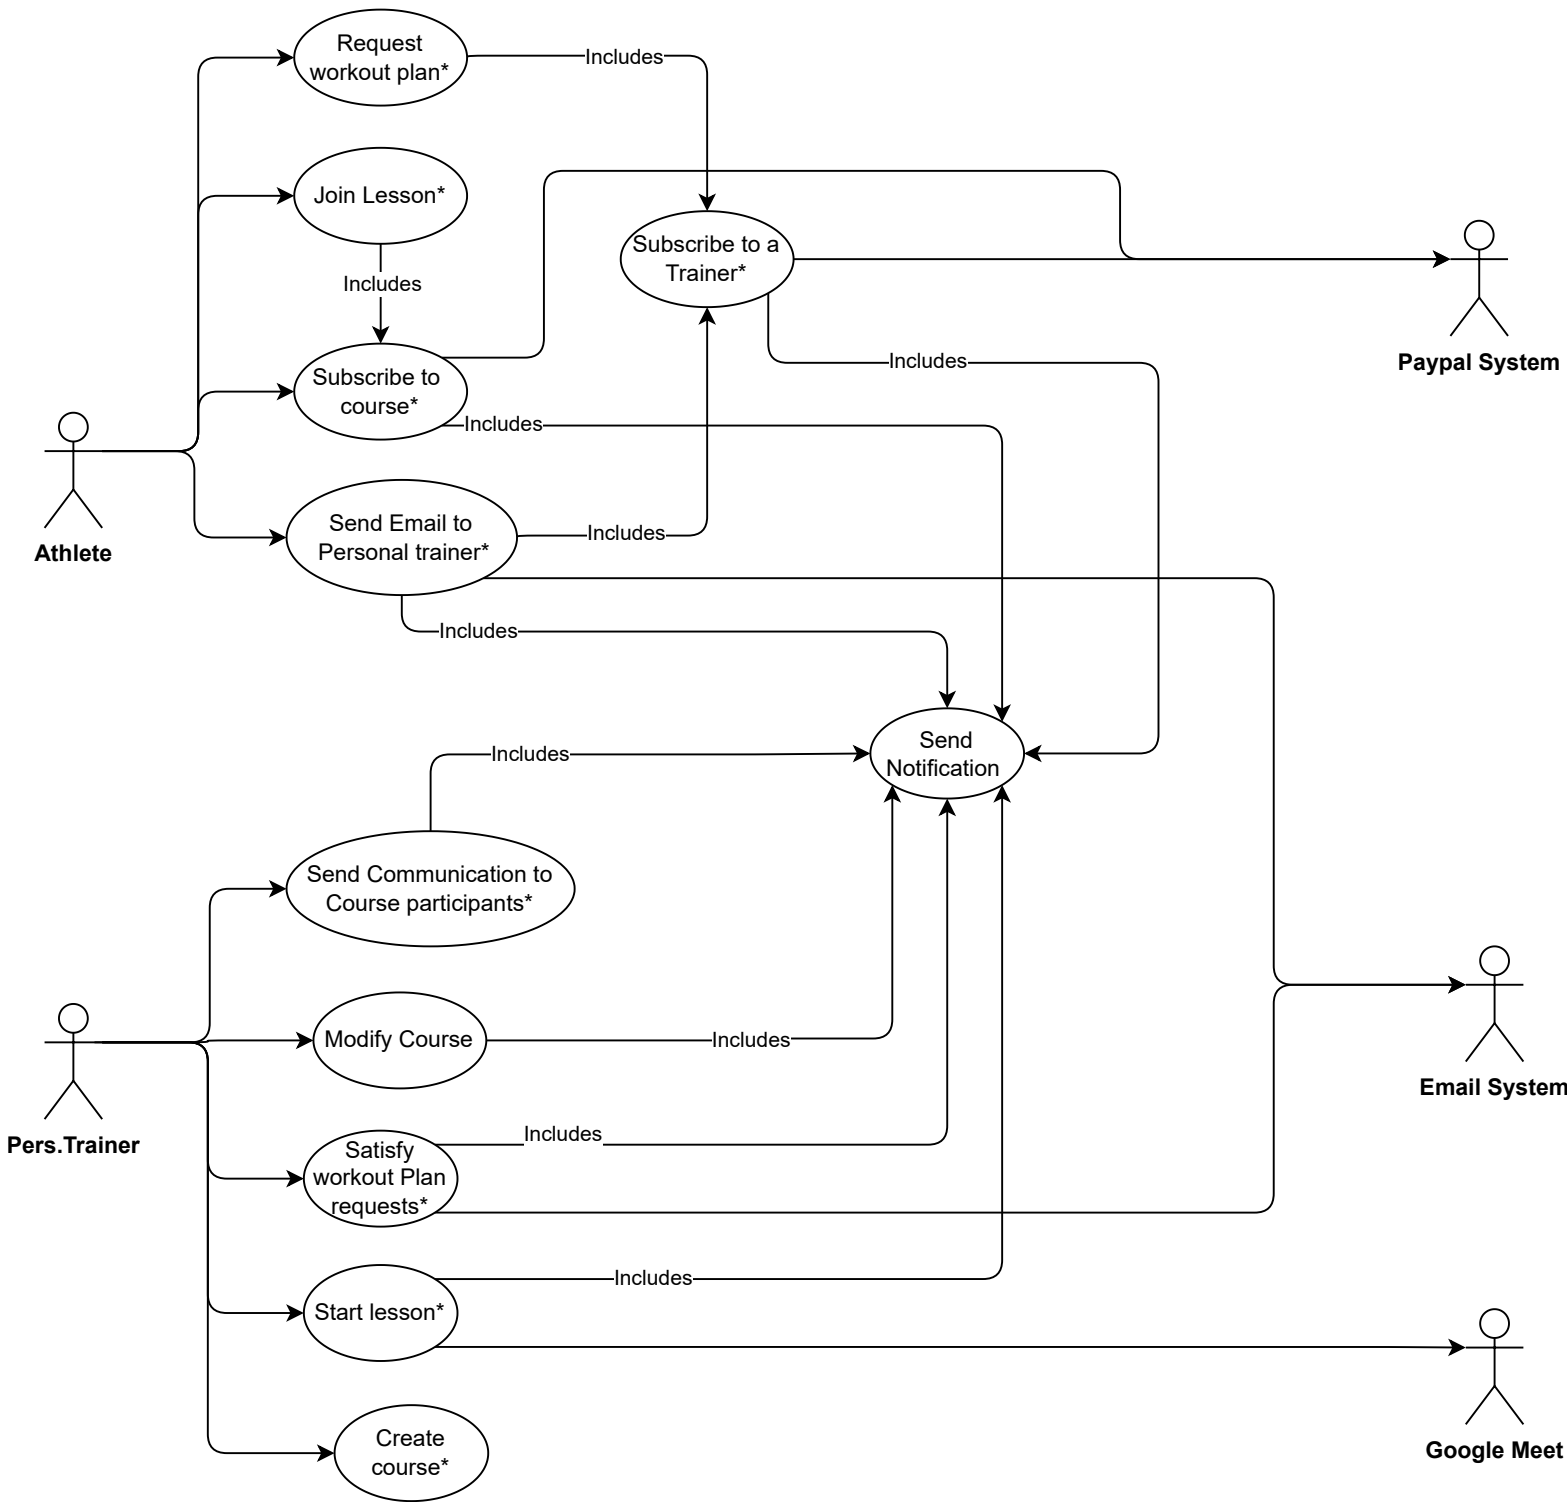 Request
workout plan*
Includes
Join Lesson*
Includes
Subscribe to a
Trainer*
Paypal System
Includes
Subscribe to
course*
Includes
Athlete
Send Email to
Personal trainer*
Includes
Includes
Send
Notification
Includes
Send Communication to
Course participants*
Modify Course
Includes
Email System
Pers.Trainer
Satisfy
workout Plan
requests*
Includes
Includes
Start lesson*
Google Meet
Create
course*